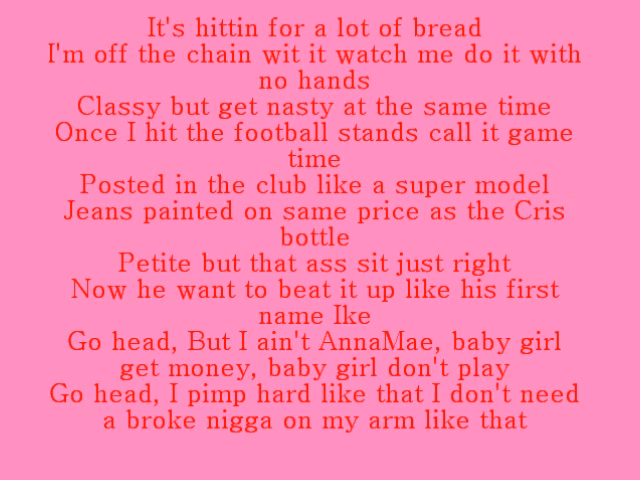 It's hittin for a lot of bread
I'm off the chain wit it watch me do it with
no hands
Classy but get nasty at the same time
Once I hit the football stands call it game
time
Posted in the club like a super model
Jeans painted on same price as the Cris
bottle
Petite but that ass sit just right
Now he want to beat it up like his first
name Ike
Go head, But I ain't AnnaMae, baby girl
get money, baby girl don't play
Go head, I pimp hard like that I don't need
a broke nigga on my arm like that